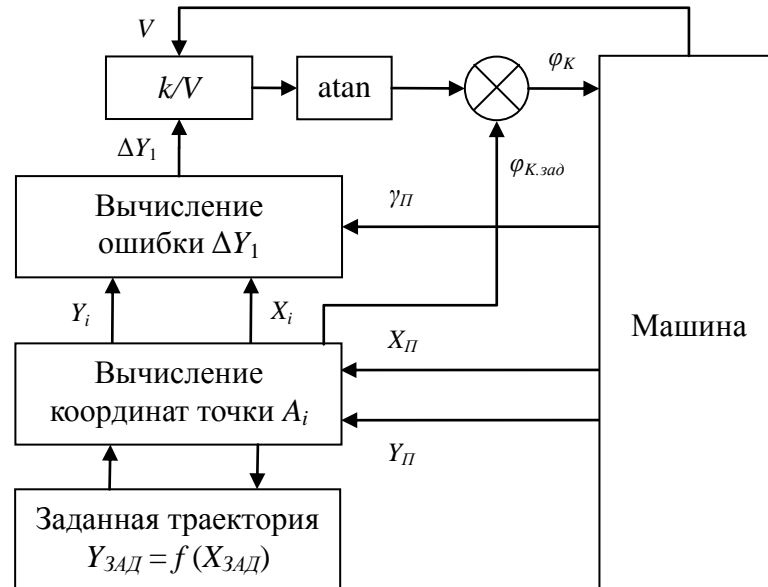 V
k/V
atan
φK
ΔY1
φК.зад
Вычисление
ошибки ΔY1
γП
Yi
Xi
Машина
XП
Вычисление
координат точки Ai
YП
Заданная траектория
YЗАД = f (XЗАД)